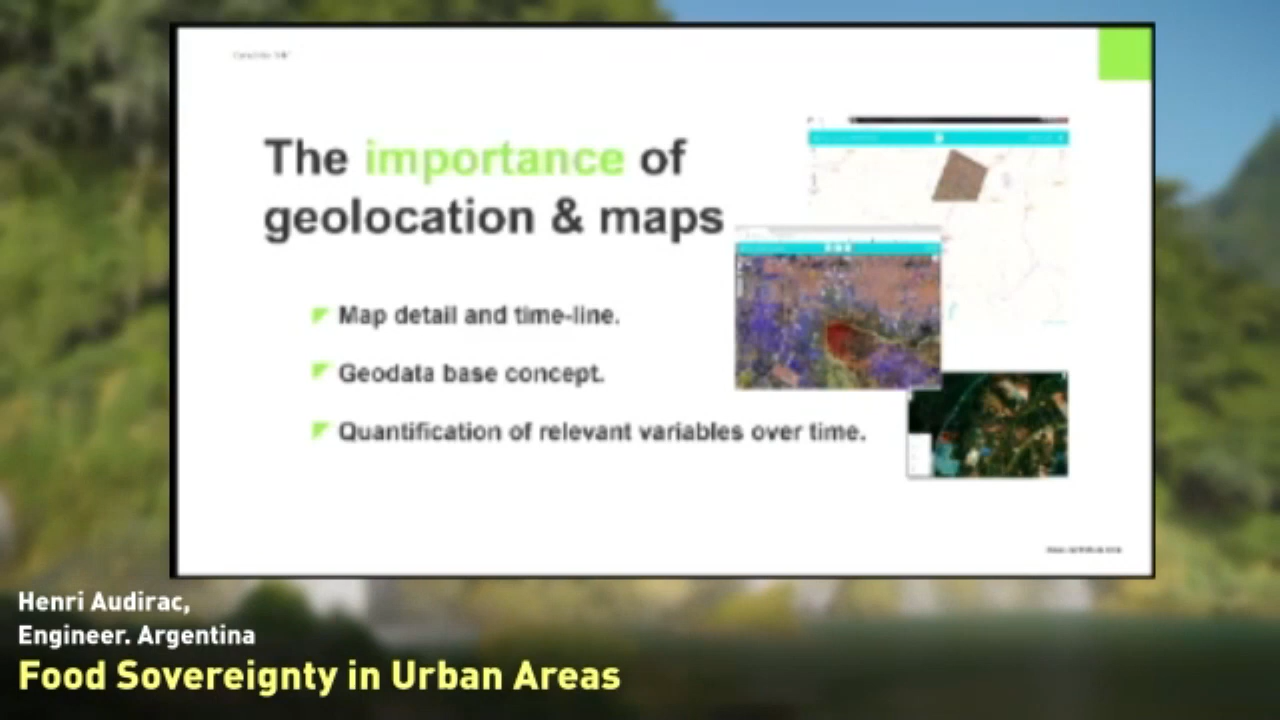 The importance of
geolocation & maps
Map detail and time-line.
Geodata base concept.
Quantification of relevant variables over time.
Henri Audirac,
Engineer. Argentina
Food Sovereignty in Urban Areas